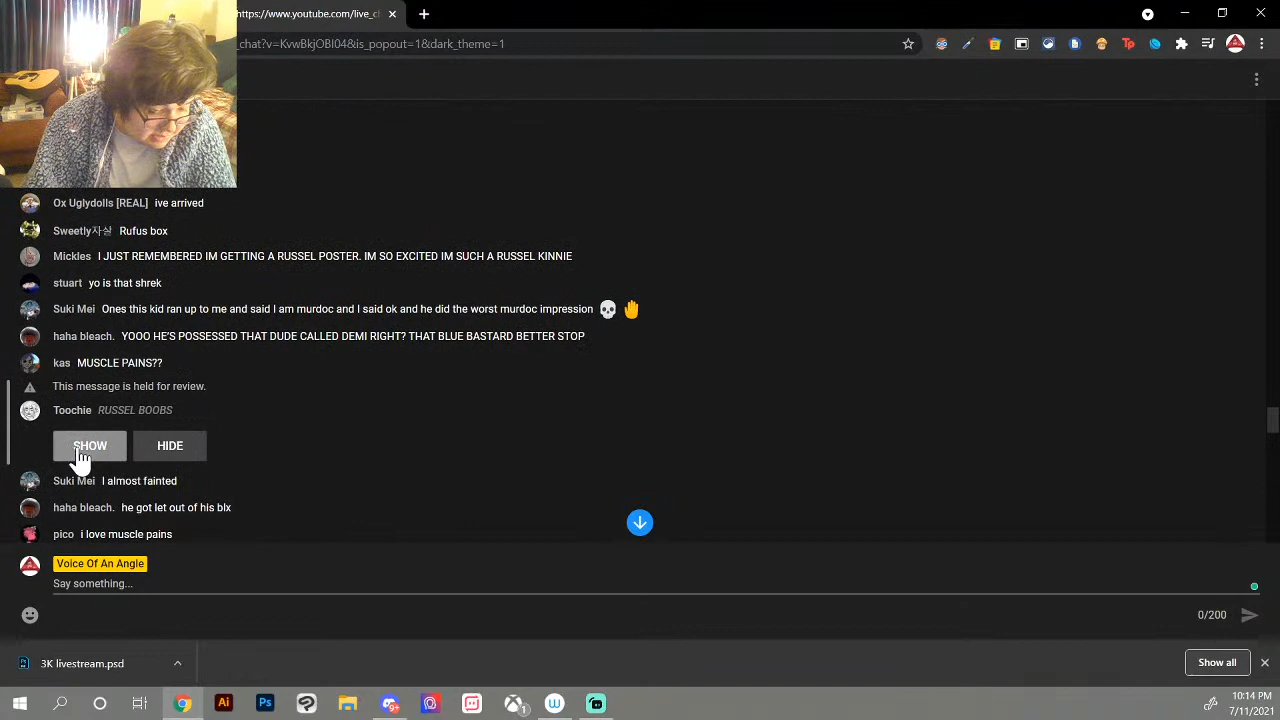 https://www.youtube.com/live_c
_chat?v=KvwBkjOBI04&is_popout=1&dark_theme=1
Ox Uglydolls [REAL] ive arrived
Sweetly자살 Rufus box
Mickles I JUST REMEMBERED IM GETTING A RUSSEL POSTER. IM SO EXCITED IM SUCH A RUSSEL KINNIE
stuart yo is that shrek
Suki Mei Ones this kid ran up to me and said I am murdoc and I said ok and he did the worst murdoc impression 💀 🤚
haha bleach. YOOO HE'S POSSESSED THAT DUDE CALLED DEMI RIGHT? THAT BLUE BASTARD BETTER STOP
kas MUSCLE PAINS??
This message is held for review.
Toochie RUSSEL BOOBS
SHOW HIDE
Suki Mei I almost fainted
haha bleach. he got let out of his blx
pico i love muscle pains
Voice Of An Angle
Say something...
0/200
3K livestream.psd
Show all
10:14 PM
7/11/2021